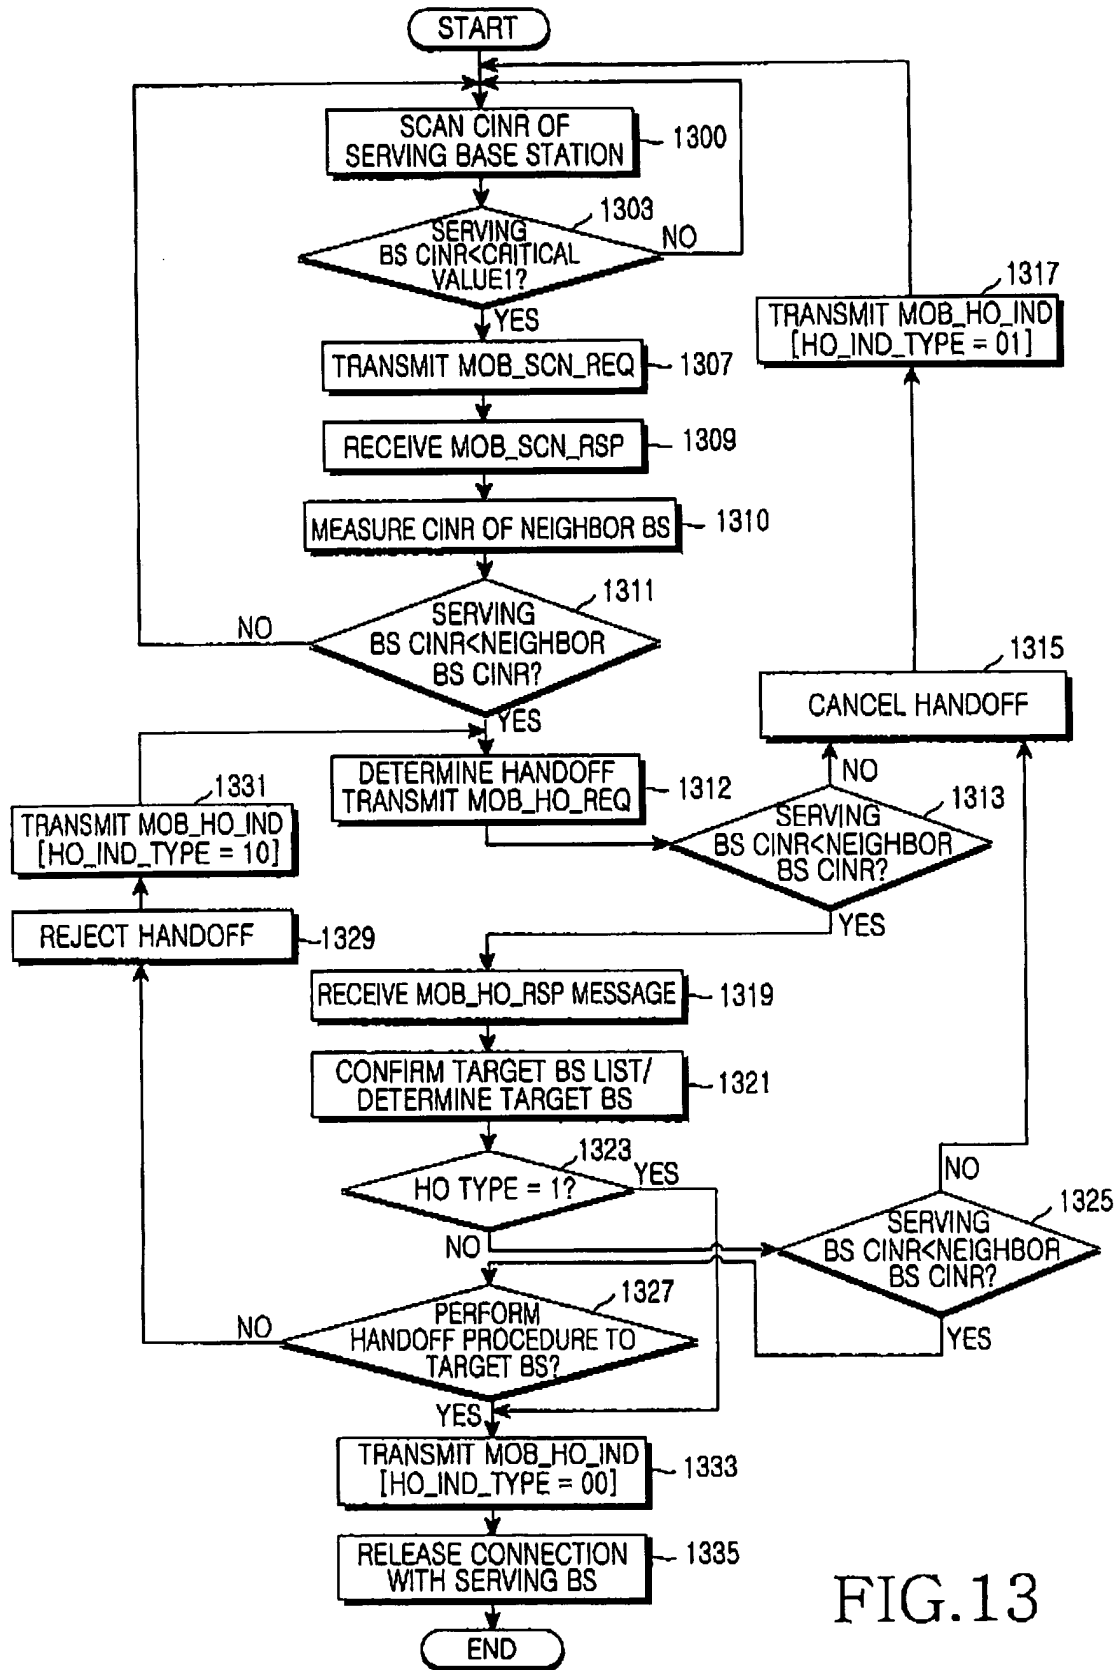 START
SCAN CINR OF
SERVING BASE STATION
1300
1303
SERVING
BS CINR<CRITICAL
VALUE1?
NO
YES
1317
TRANSMIT MOB_HO_IND
[HO_IND_TYPE = 01]
TRANSMIT MOB_SCN_REQ
1307
RECEIVE MOB_SCN_RSP
1309
MEASURE CINR OF NEIGHBOR BS
1310
1311
SERVING
BS CINR<NEIGHBOR
BS CINR?
NO
YES
1315
CANCEL HANDOFF
DETERMINE HANDOFF
TRANSMIT MOB_HO_REQ
1312
NO
1313
SERVING
BS CINR<NEIGHBOR
BS CINR?
YES
1331
TRANSMIT MOB_HO_IND
[HO_IND_TYPE = 10]
REJECT HANDOFF
1329
RECEIVE MOB_HO_RSP MESSAGE
1319
CONFIRM TARGET BS LIST/
DETERMINE TARGET BS
1321
1323
HO TYPE = 1?
YES
NO
NO
1325
SERVING
BS CINR<NEIGHBOR
BS CINR?
YES
1327
PERFORM
HANDOFF PROCEDURE TO
TARGET BS?
NO
YES
TRANSMIT MOB_HO_IND
[HO_IND_TYPE = 00]
1333
RELEASE CONNECTION
WITH SERVING BS
1335
END
FIG.13